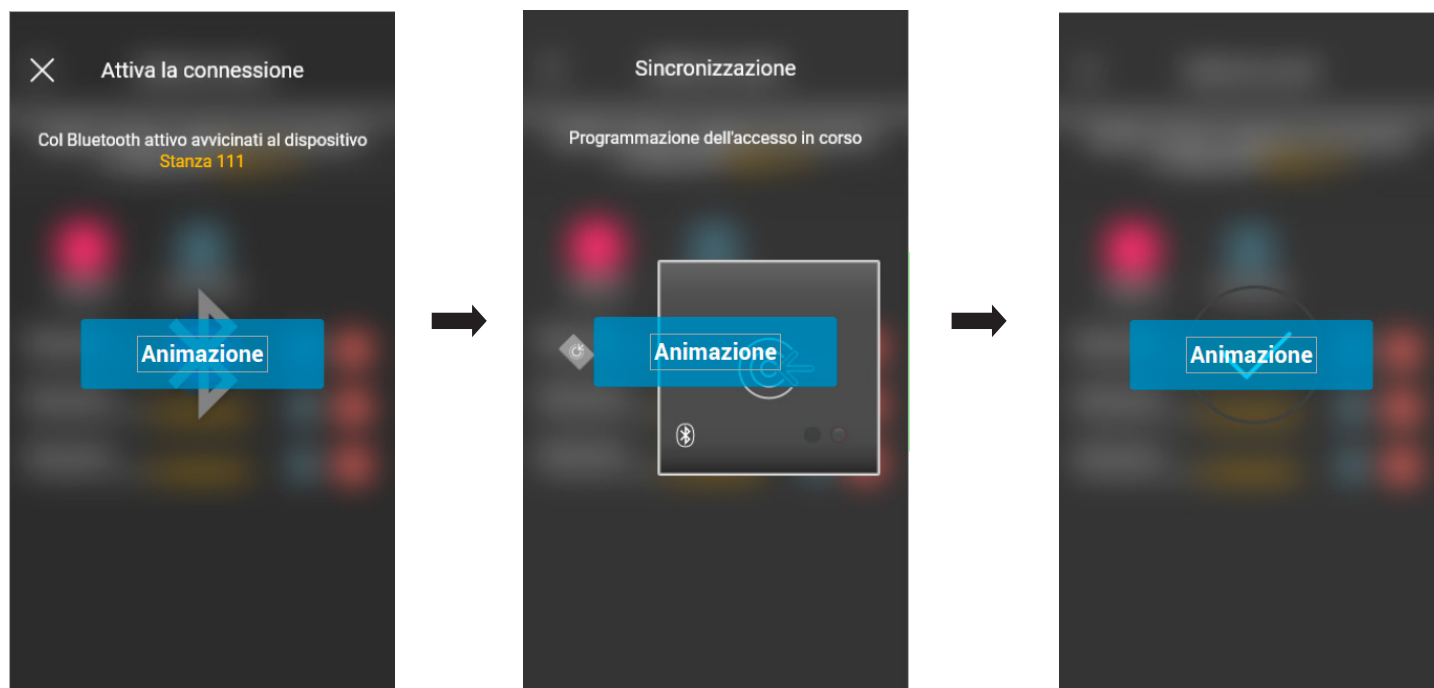 Attiva la connessione
Col Bluetooth attivo avvicinati al dispositivo
Stanza 111
Animazione
Sincronizzazione
Programmazione dell'accesso in corso
Animazione
Animazione